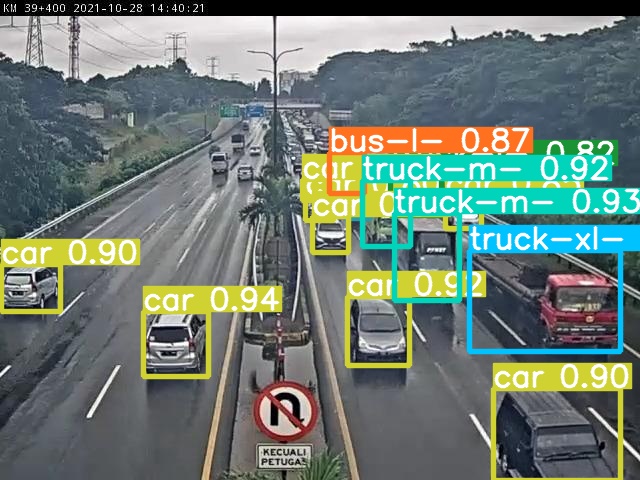 KM 39+400 2021-10-28 14:40:21
bus-l- 0.87
0.82
car
truck-m- 0.92
car
truck-m- 0.93
truck-xl-
car 0.90
car 0.94
car 0.92
car 0.90
KECUALI
PETUGAS